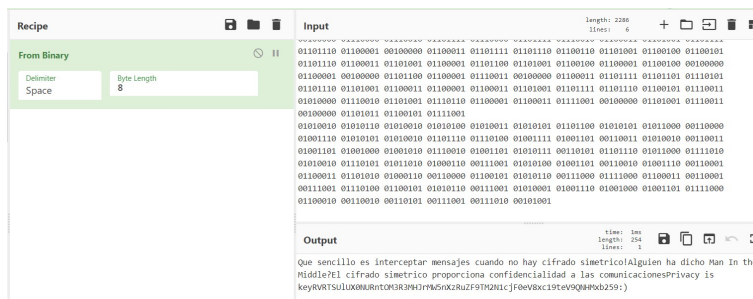 Recipe
Input
length: 2286
lines: 6
From Binary
Delimiter
Space
Byte Length
8
01101110 01100001 00100000 01100011 01101111 01101110 01100110 01101001 01100100 01100101
01101110 01100011 01101001 01100001 01101100 01101001 01100100 01100001 01100100 00100000
01100001 00100000 01101100 01100001 01110011 00100000 01100011 01101111 01101101 01110101
01101110 01101001 01100011 01100001 01100011 01101001 01101111 01101110 01100101 01110011
01010000 01110010 01101001 01110110 01100001 01100011 01111001 00100000 01101001 01110011
00100000 01101011 01100101 01111001
01010010 01010110 01010010 01010100 01010011 01010101 01101100 01010101 01011000 00110000
01001110 01010101 01010010 01101110 01110100 01001111 01001101 00110011 01010010 00110011
01001101 01001000 01001010 01110010 01001101 01010111 00110101 01101110 01011000 01111010
01010010 01110101 01011010 01000110 00111001 01010100 01001101 00110010 01001110 00110001
01100011 01101010 01000110 00110000 01100101 01010110 00111000 01111000 01100011 00110001
00111001 01110100 01100101 01010110 00111001 01010001 01001110 01001000 01001101 01111000
01100010 00110010 00110101 00111001 00111010 00101001
Output
time: 1ms
length: 254
lines: 1
Que sencillo es interceptar mensajes cuando no hay cifrado simetrico!Alguien ha dicho Man In th
Middle?El cifrado simetrico proporciona confidencialidad a las comunicacionesPrivacy is
keyRVRTSUlUX0NURntOM3R3MHJrMW5nXzRuZF9TM2N1cjF0eV8xc19teV9QNHMxb259:)